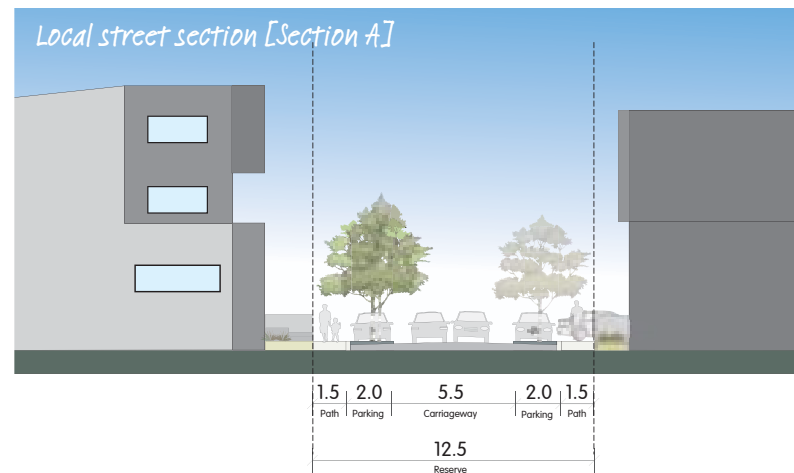 Local street section [Section A]
1.5 2.0 5.5 2.0 1.5
Path Parking Carriageway Parking Path
12.5
Reserve